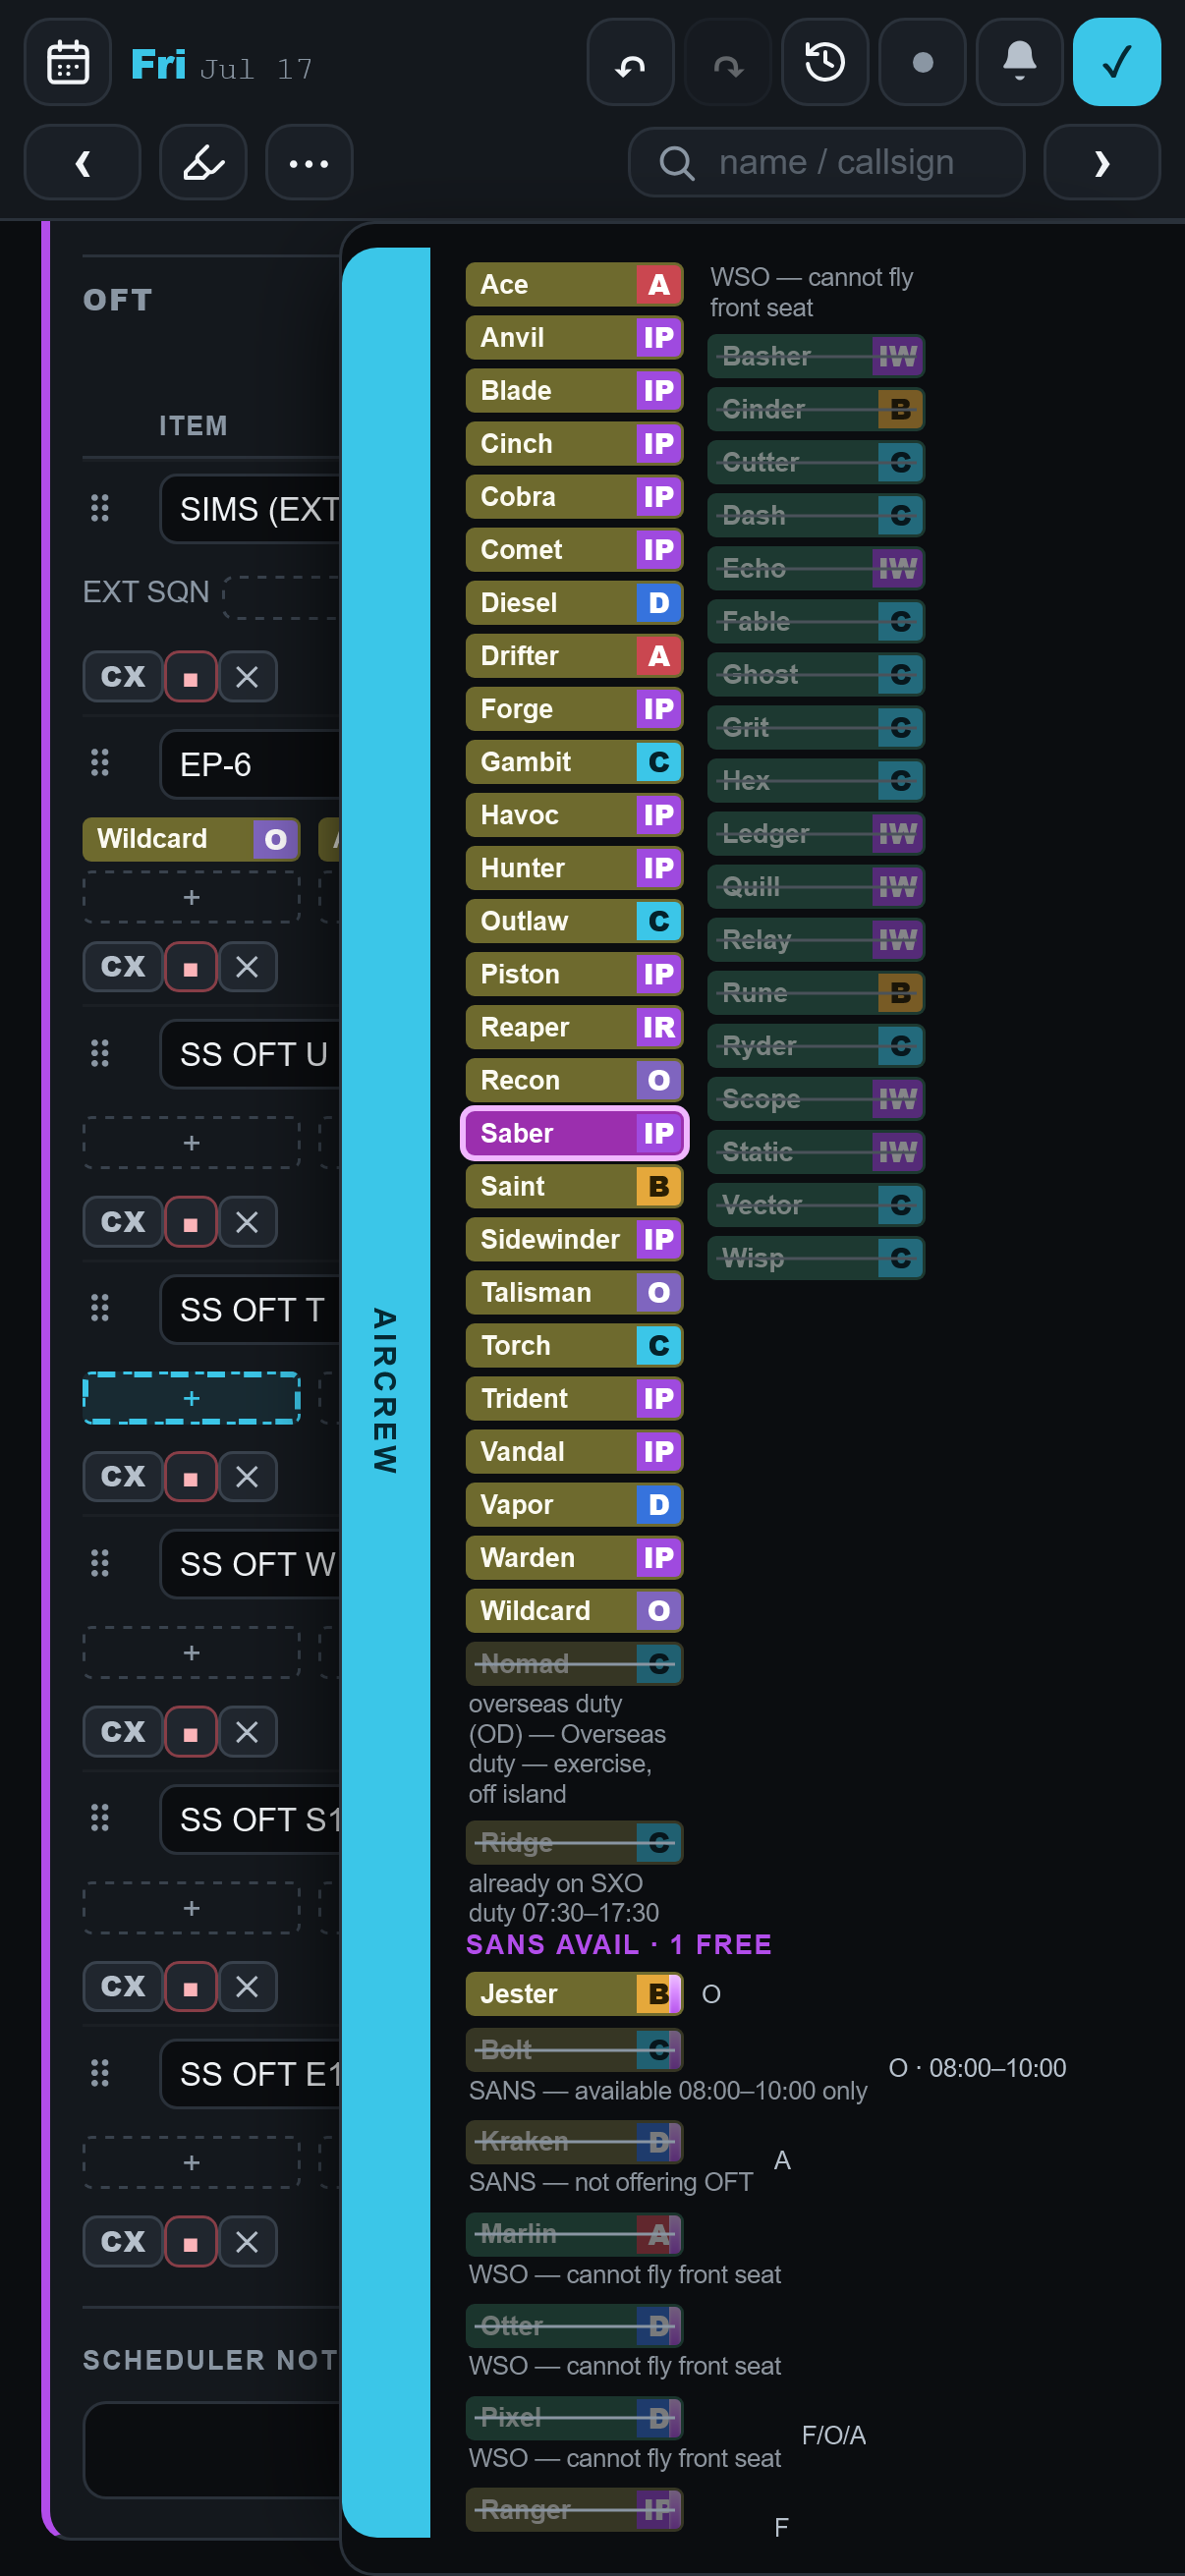 Fri Jul 17
name / callsign
OFT
ITEM
SIMS (EXT
EXT SQN
CX
EP-6
Wildcard O
+
CX
SS OFT U
+
CX
SS OFT T
+
CX
SS OFT W
+
CX
SS OFT S1
+
CX
SS OFT E1
+
CX
SCHEDULER NOT
AIRCREW
Ace A
Anvil IP
Blade IP
Cinch IP
Cobra IP
Comet IP
Diesel D
Drifter A
Forge IP
Gambit C
Havoc IP
Hunter IP
Outlaw C
Piston IP
Reaper IR
Recon O
Saber IP
Saint B
Sidewinder IP
Talisman O
Torch C
Trident IP
Vandal IP
Vapor D
Warden IP
Wildcard O
Nomad C
overseas duty
(OD) — Overseas
duty — exercise,
off island
Ridge C
already on SXO
duty 07:30–17:30
WSO — cannot fly
front seat
Basher IW
Cinder B
Cutter C
Dash C
Echo IW
Fable C
Ghost C
Grit C
Hex C
Ledger IW
Quill IW
Relay IW
Rune B
Ryder C
Scope IW
Static IW
Vector C
Wisp C
SANS AVAIL · 1 FREE
Jester B O
Bolt C
SANS — available 08:00–10:00 only
O · 08:00–10:00
Kraken D
SANS — not offering OFT
A
Marlin A
WSO — cannot fly front seat
Otter D
WSO — cannot fly front seat
Pixel D
WSO — cannot fly front seat
F/O/A
Ranger IP
F